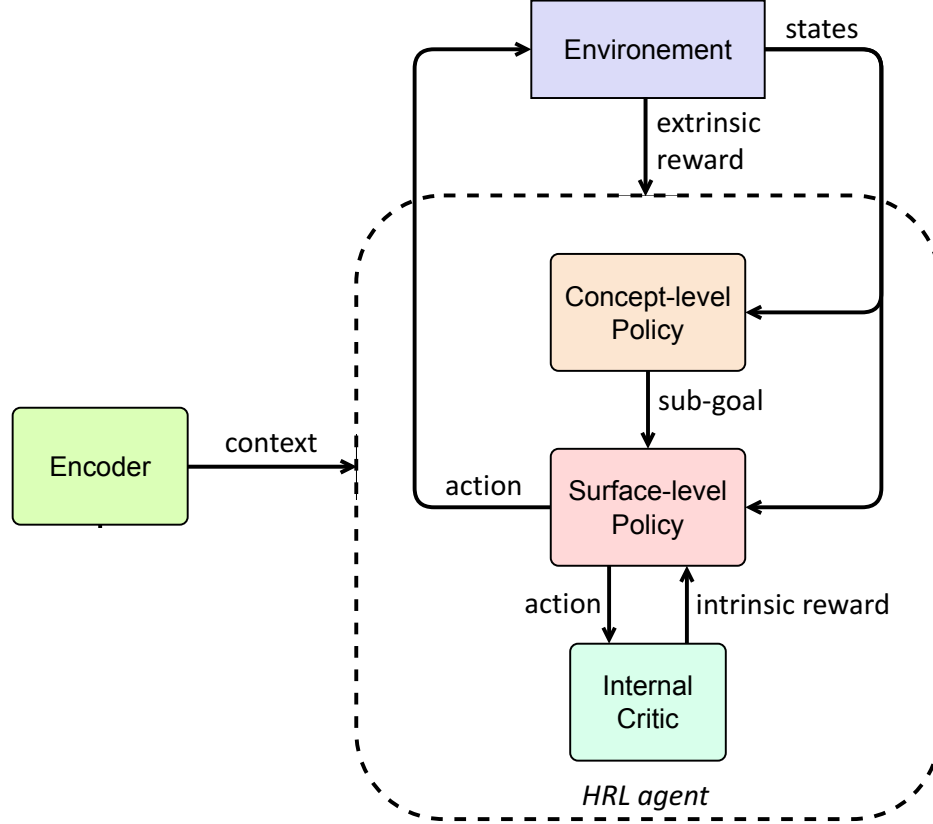 states
Environement
extrinsic
reward
Concept-level
Policy
sub-goal
context
Encoder
action
Surface-level
Policy
action
intrinsic reward
Internal
Critic
HRL agent